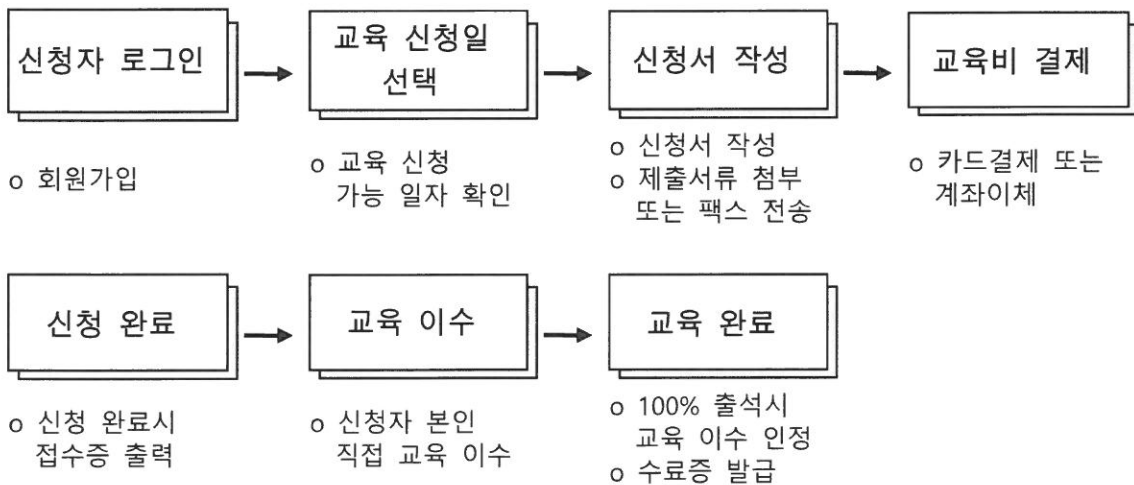 신청자 로그인
교육 신청일
선택
신청서 작성
교육비 결제
o 회원가입
o 교육 신청
가능 일자 확인
o 신청서 작성
o 제출서류 첨부
또는 팩스 전송
o 카드결제 또는
계좌이체
신청 완료
교육 이수
교육 완료
o 신청 완료시
접수증 출력
o 신청자 본인
직접 교육 이수
o 100% 출석시
교육 이수 인정
o 수료증 발급